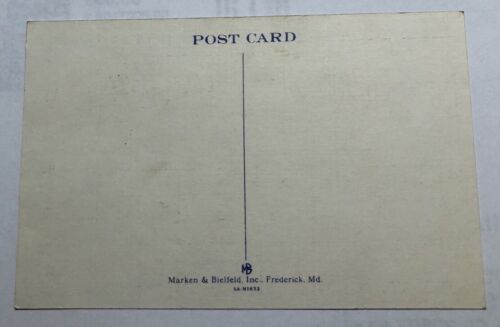 POST CARD
MB
Marken & Bielfeld, Inc., Frederick, Md.